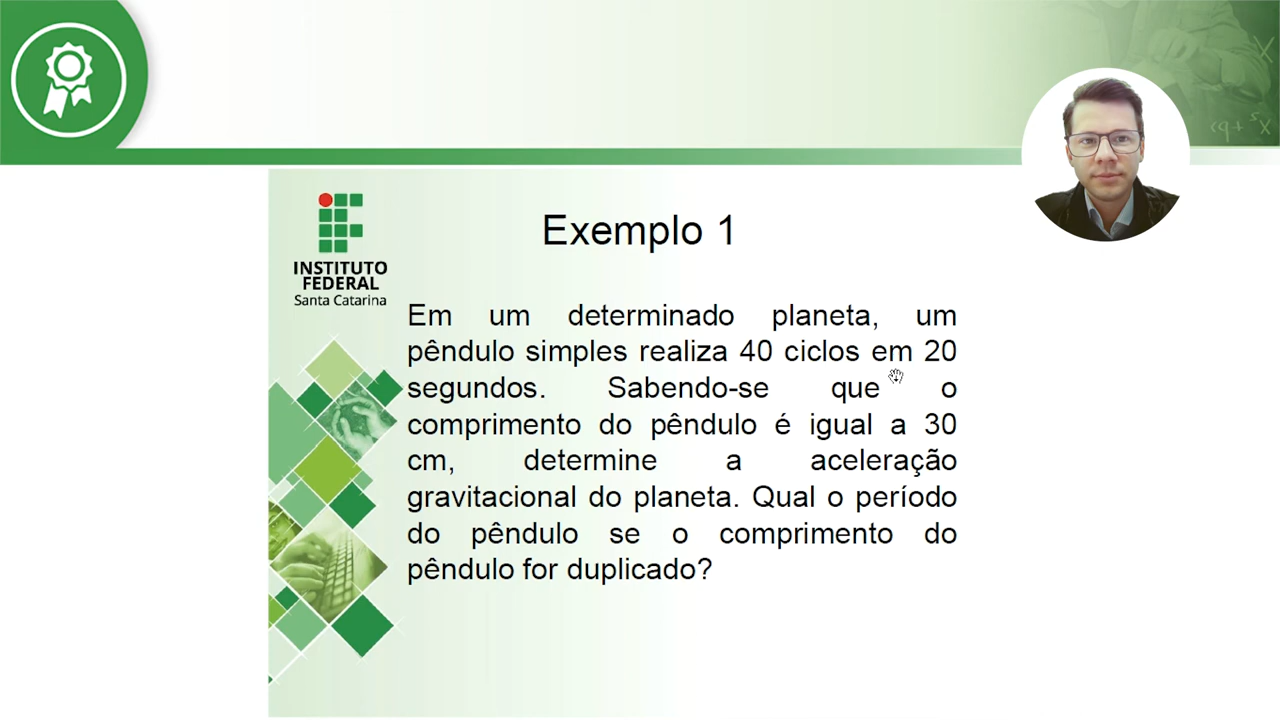 Exemplo 1
INSTITUTO
FEDERAL
Santa Catarina
Em um determinado planeta, um
pêndulo simples realiza 40 ciclos em 20
segundos. Sabendo-se que o
comprimento do pêndulo é igual a 30
cm, determine a aceleração
gravitacional do planeta. Qual o período
do pêndulo se o comprimento do
pêndulo for duplicado?